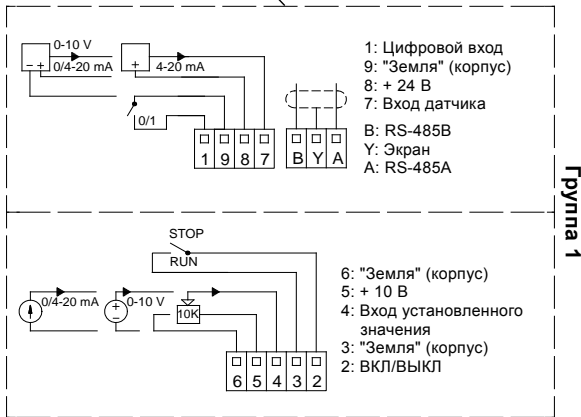 0-10 V
- +
0/4-20 mA
+
4-20 mA
0/1
1 9 8 7
B Y A
1: Цифровой вход
9: "Земля" (корпус)
8: + 24 В
7: Вход датчика
B: RS-485B
Y: Экран
A: RS-485A
Группа 1
STOP
RUN
0/4-20 mA
+
-
0-10 V
10K
6 5 4 3 2
6: "Земля" (корпус)
5: + 10 В
4: Вход установленного
значения
3: "Земля" (корпус)
2: ВКЛ/ВЫКЛ